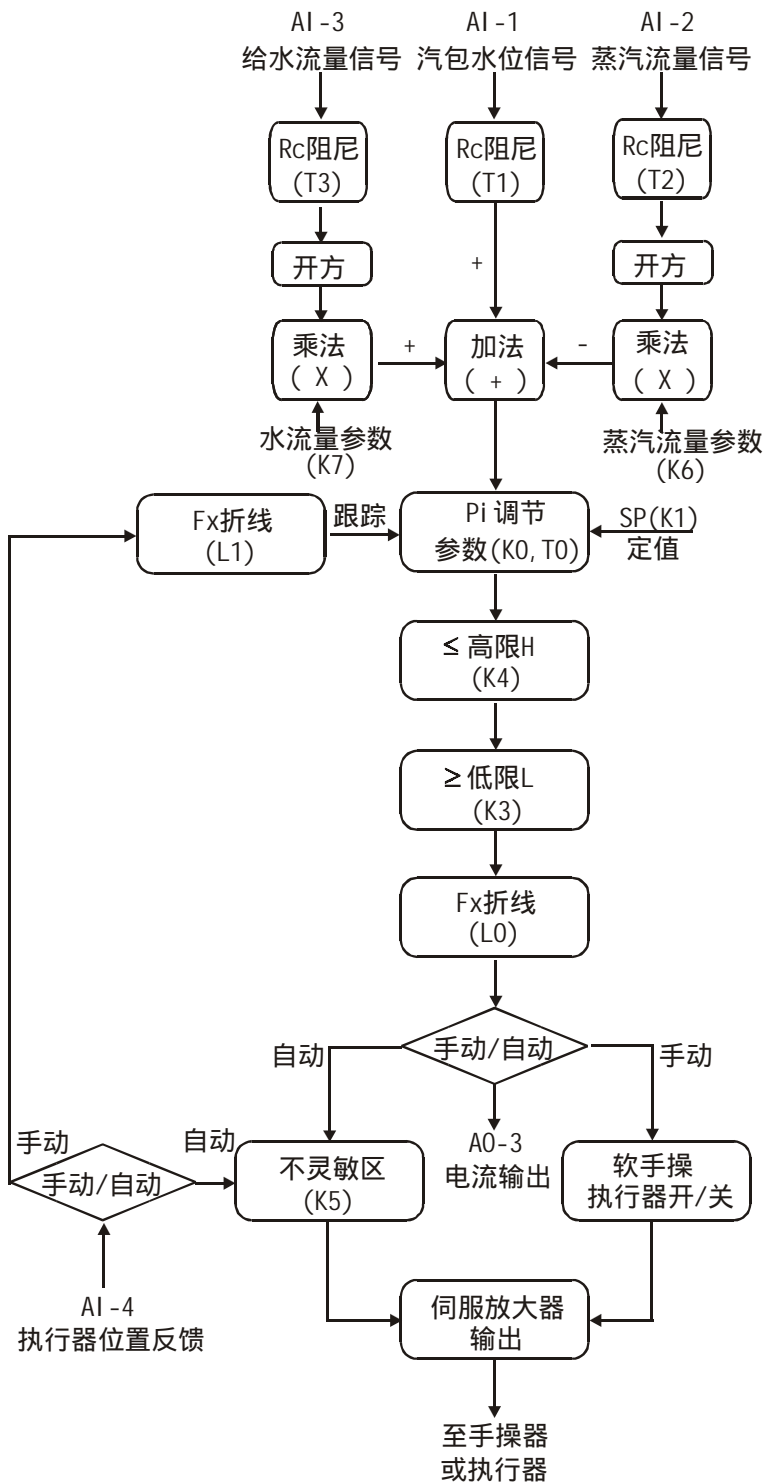 AI-3
给水流量信号
AI-1
汽包水位信号
AI-2
蒸汽流量信号
Rc阻尼
(T3)
Rc阻尼
(T1)
Rc阻尼
(T2)
开方
+
开方
乘法
( X )
+
加法
( + )
-
乘法
( X )
水流量参数
(K7)
蒸汽流量参数
(K6)
Fx折线
(L1)
跟踪
Pi调节
参数(K0,T0)
SP(K1)
定值
≤高限H
(K4)
≥低限L
(K3)
Fx折线
(L0)
自动
手动/自动
手动
手动
手动/自动
自动
不灵敏区
(K5)
AO-3
电流输出
软手操
执行器开/关
AI-4
执行器位置反馈
伺服放大器
输出
至手操器
或执行器